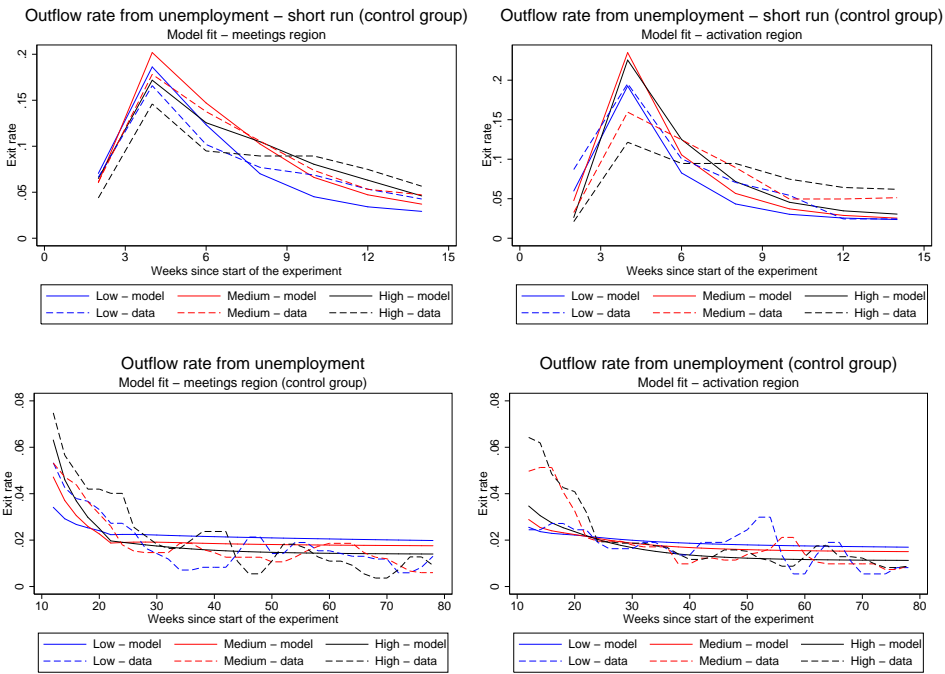 Outflow rate from unemployment − short run (control group)
Model fit − meetings region
Exit rate
.2
.15
.1
.05
0
0 3 6 9 12 15
Weeks since start of the experiment
Low − model Medium − model High − model
Low − data Medium − data High − data
Outflow rate from unemployment − short run (control group)
Model fit − activation region
Exit rate
.2
.15
.1
.05
0
0 3 6 9 12 15
Weeks since start of the experiment
Low − model Medium − model High − model
Low − data Medium − data High − data
Outflow rate from unemployment
Model fit − meetings region (control group)
Exit rate
.08
.06
.04
.02
0
10 20 30 40 50 60 70 80
Weeks since start of the experiment
Low − model Medium − model High − model
Low − data Medium − data High − data
Outflow rate from unemployment (control group)
Model fit − activation region
Exit rate
.08
.06
.04
.02
0
10 20 30 40 50 60 70 80
Weeks since start of the experiment
Low − model Medium − model High − model
Low − data Medium − data High − data